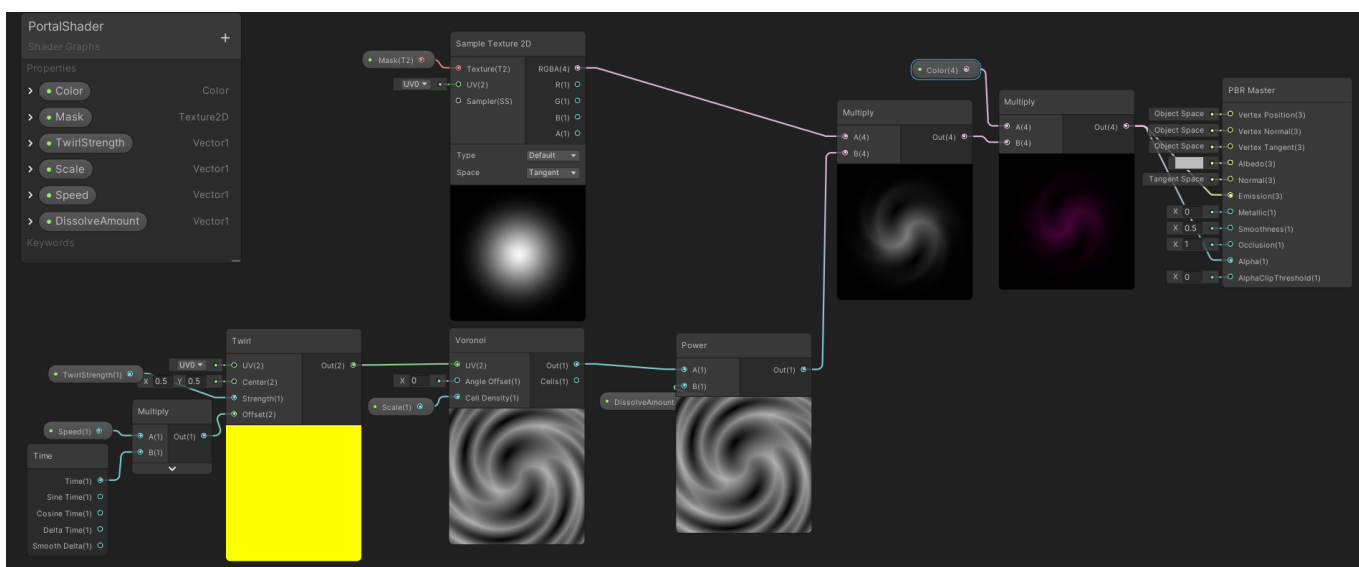 PortalShader
Shader Graphs
+
Properties
Color Color
Mask Texture2D
TwirlStrength Vector1
Scale Vector1
Speed Vector1
DissolveAmount Vector1
Keywords
Mask(T2)
UV0
Sample Texture 2D
Texture(T2) RGBA(4)
UV(2) R(1)
Sampler(SS) G(1)
B(1)
A(1)
Type Default
Space Tangent
Color(4)
Multiply
A(4) Out(4)
B(4)
Multiply
A(4) Out(4)
B(4)
PBR Master
Object Space Vertex Position(3)
Object Space Vertex Normal(3)
Object Space Vertex Tangent(3)
Albedo(3)
Tangent Space Normal(3)
Emission(3)
X 0 Metallic(1)
X 0.5 Smoothness(1)
X 1 Occlusion(1)
Alpha(1)
X 0 AlphaClipThreshold(1)
TwirlStrength(1)
Speed(1)
Time
Time(1)
Sine Time(1)
Cosine Time(1)
Delta Time(1)
Smooth Delta(1)
Multiply
A(1) Out(1)
B(1)
Twirl
UV0 UV(2) Out(2)
X 0.5 Y 0.5 Center(2)
Strength(1)
Offset(2)
Voronoi
UV(2) Out(1)
X 0 Angle Offset(1) Cells(1)
Scale(1) Cell Density(1)
Power
A(1) Out(1)
DissolveAmount B(1)